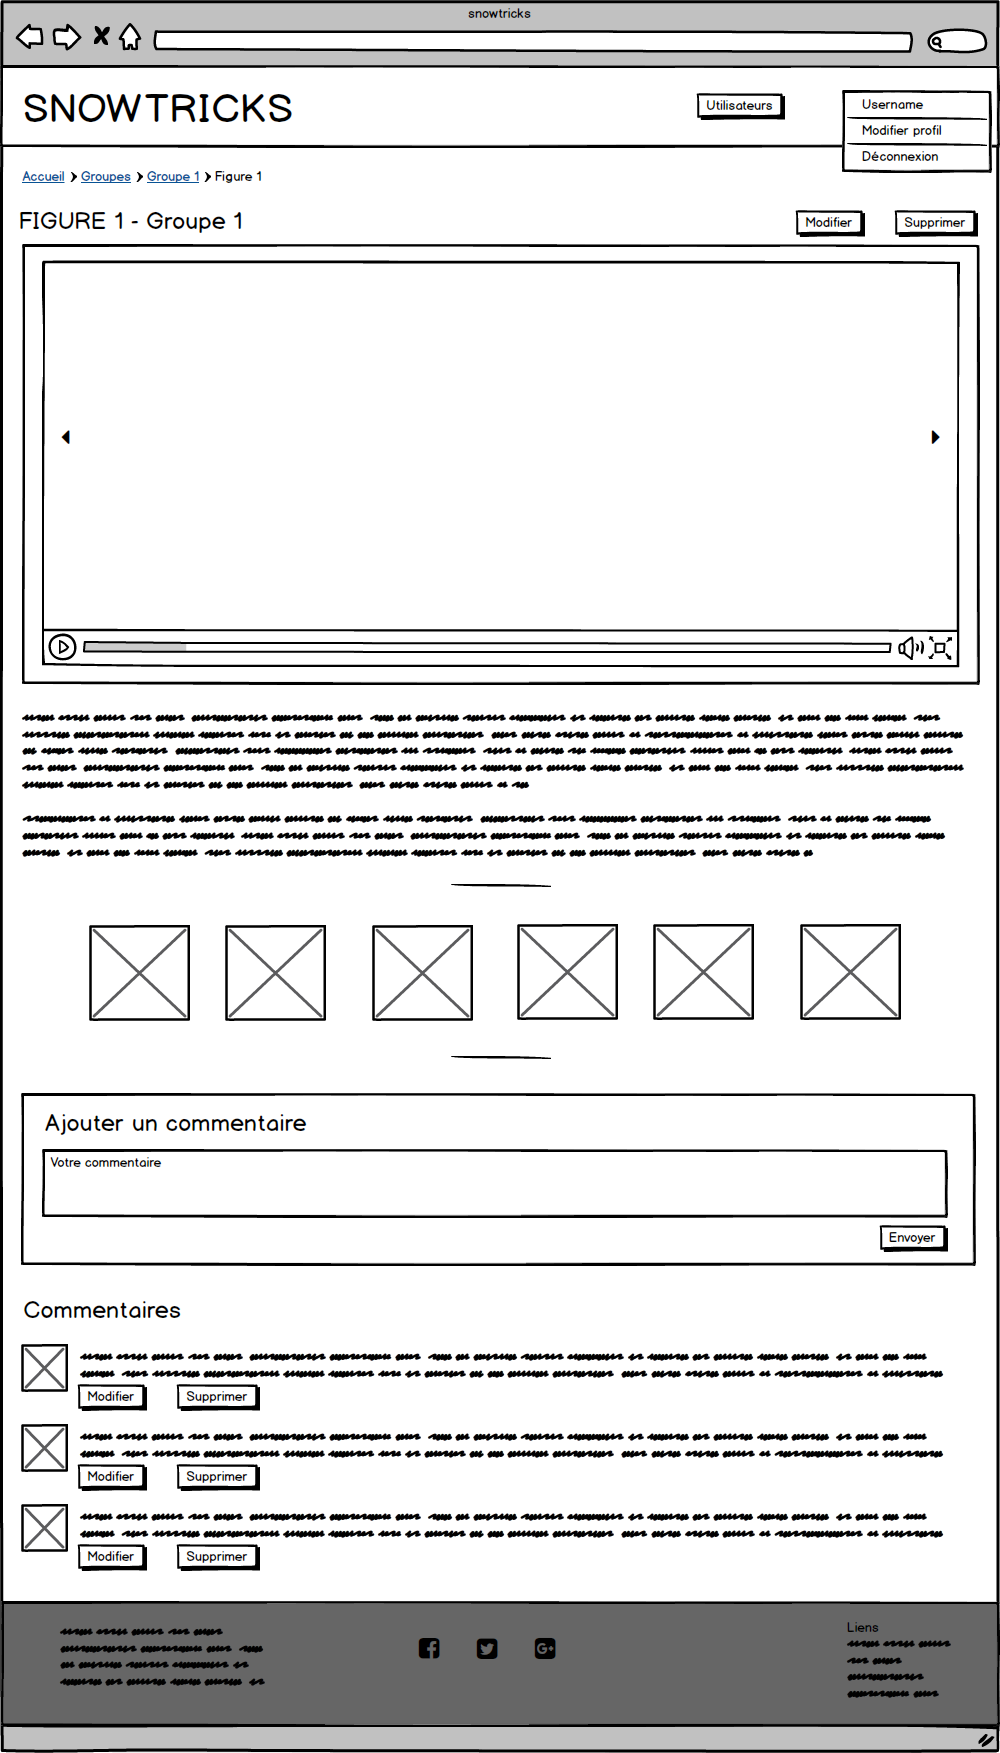 snowtricks
SNOWTRICKS
Utilisateurs
Username
Modifier profil
Déconnexion
Accueil > Groupes > Groupe 1 > Figure 1
FIGURE 1 - Groupe 1
Modifier
Supprimer
Ajouter un commentaire
Votre commentaire
Envoyer
Commentaires
Modifier
Supprimer
Modifier
Supprimer
Modifier
Supprimer
Liens